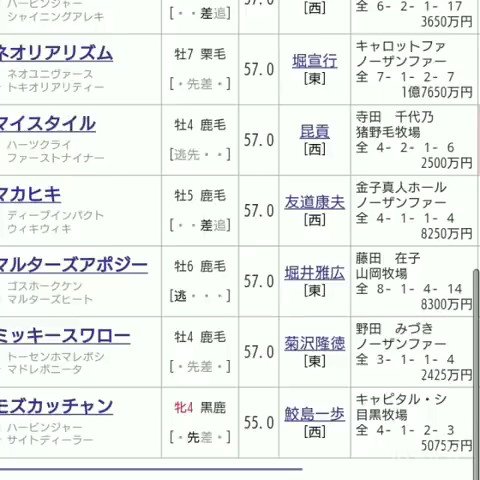 ハービンジャー
シャイニングアレキ
[・・差追]
[西]
全 6- 2- 1- 17
3650万円
ネオリアリズム
ネオユニヴァース
トキオリアリティー
牡7 栗毛
[・先差・]
57.0
堀宣行
[東]
キャロットファ
ノーザンファー
全 7- 1- 2- 7
1億7650万円
マイスタイル
ハーツクライ
ファーストナイナー
牡4 鹿毛
[逃先・・]
57.0
昆貢
[西]
寺田 千代乃
猪野毛牧場
全 4- 2- 1- 6
2500万円
マカヒキ
ディープインパクト
ウィキウィキ
牡5 鹿毛
[・・差追]
57.0
友道康夫
[西]
金子真人ホール
ノーザンファー
全 4- 1- 1- 4
8250万円
マルターズアポジー
ゴスホークケン
マルターズヒート
牡6 鹿毛
[逃・・・]
57.0
堀井雅広
[東]
藤田 在子
山岡牧場
全 8- 1- 4- 14
8300万円
ミッキースワロー
トーセンホマレボシ
マドレボニータ
牡4 鹿毛
[・先差・]
57.0
菊沢隆徳
[東]
野田 みづき
ノーザンファー
全 3- 1- 1- 4
2425万円
モズカッチャン
ハービンジャー
サイトディーラー
牝4 黒鹿
[・先差・]
55.0
鮫島一歩
[西]
キャピタル・シ
目黒牧場
全 4- 1- 2- 3
5075万円